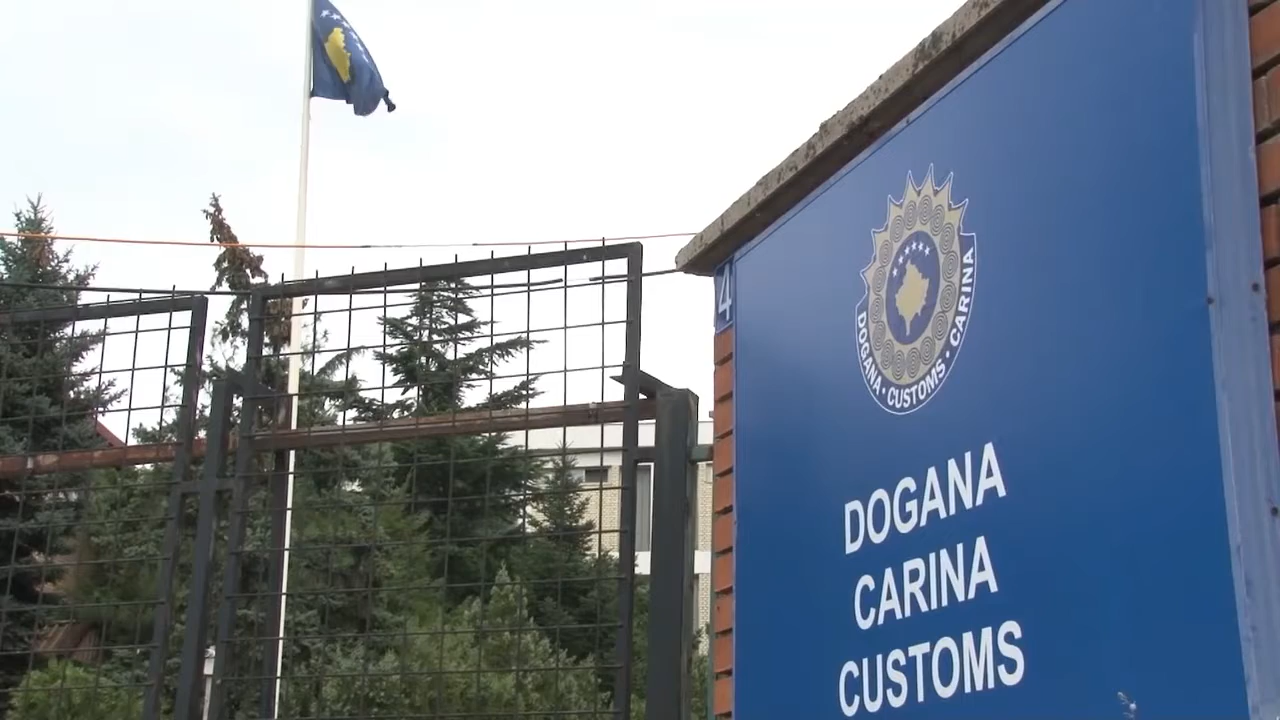 4
DOGANA • CUSTOMS • CARINA
DOGANA
CARINA
CUSTOMS